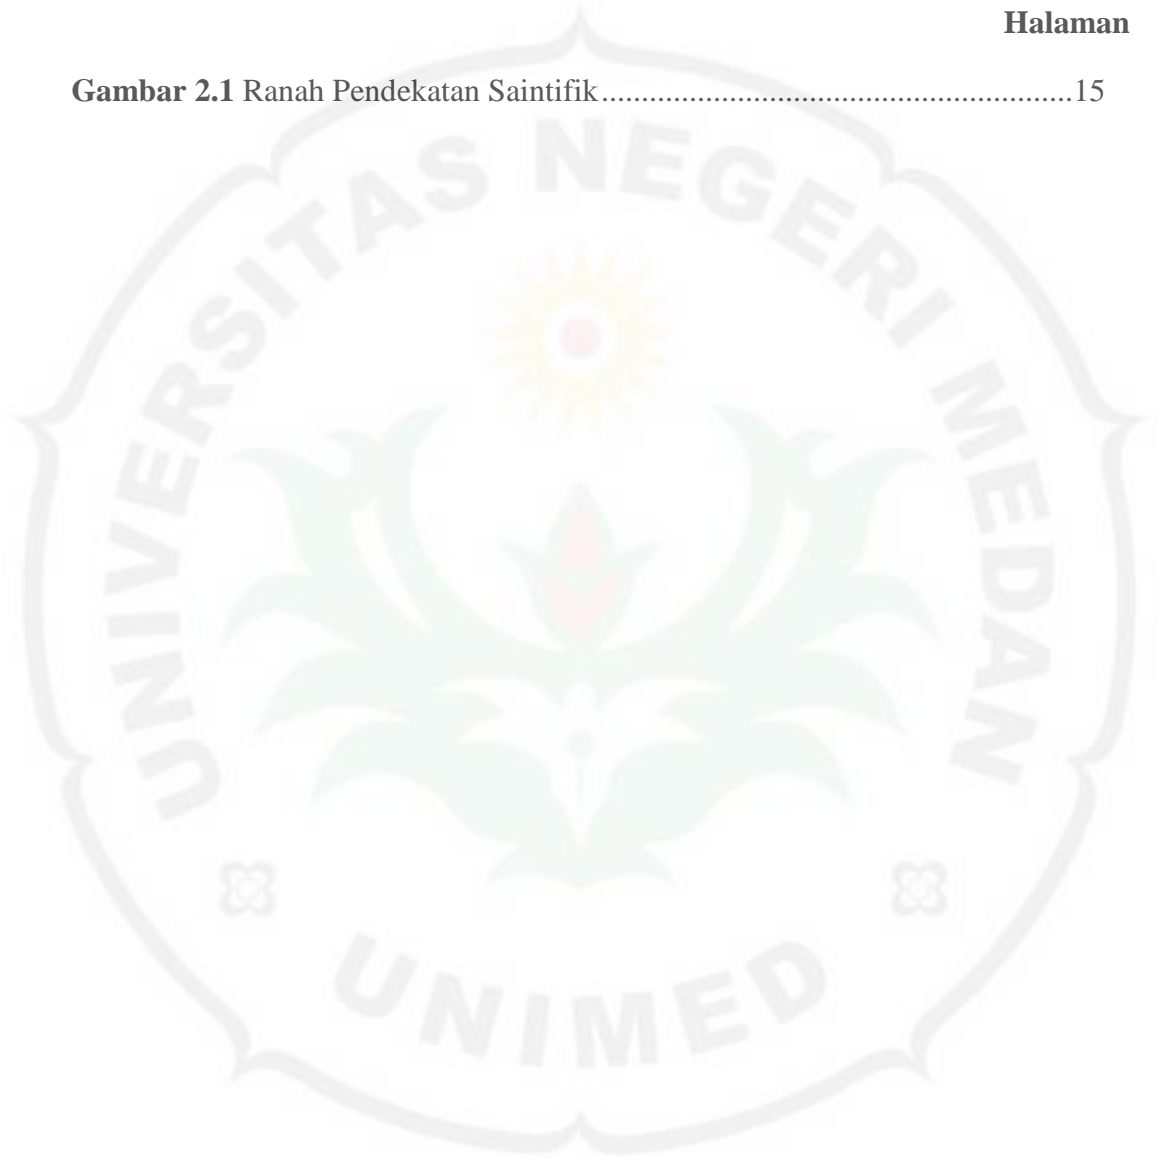 Halaman
Gambar 2.1 Ranah Pendekatan Saintifik....................................................15
UNIVERSITAS NEGERI MEDAN
UNIMED